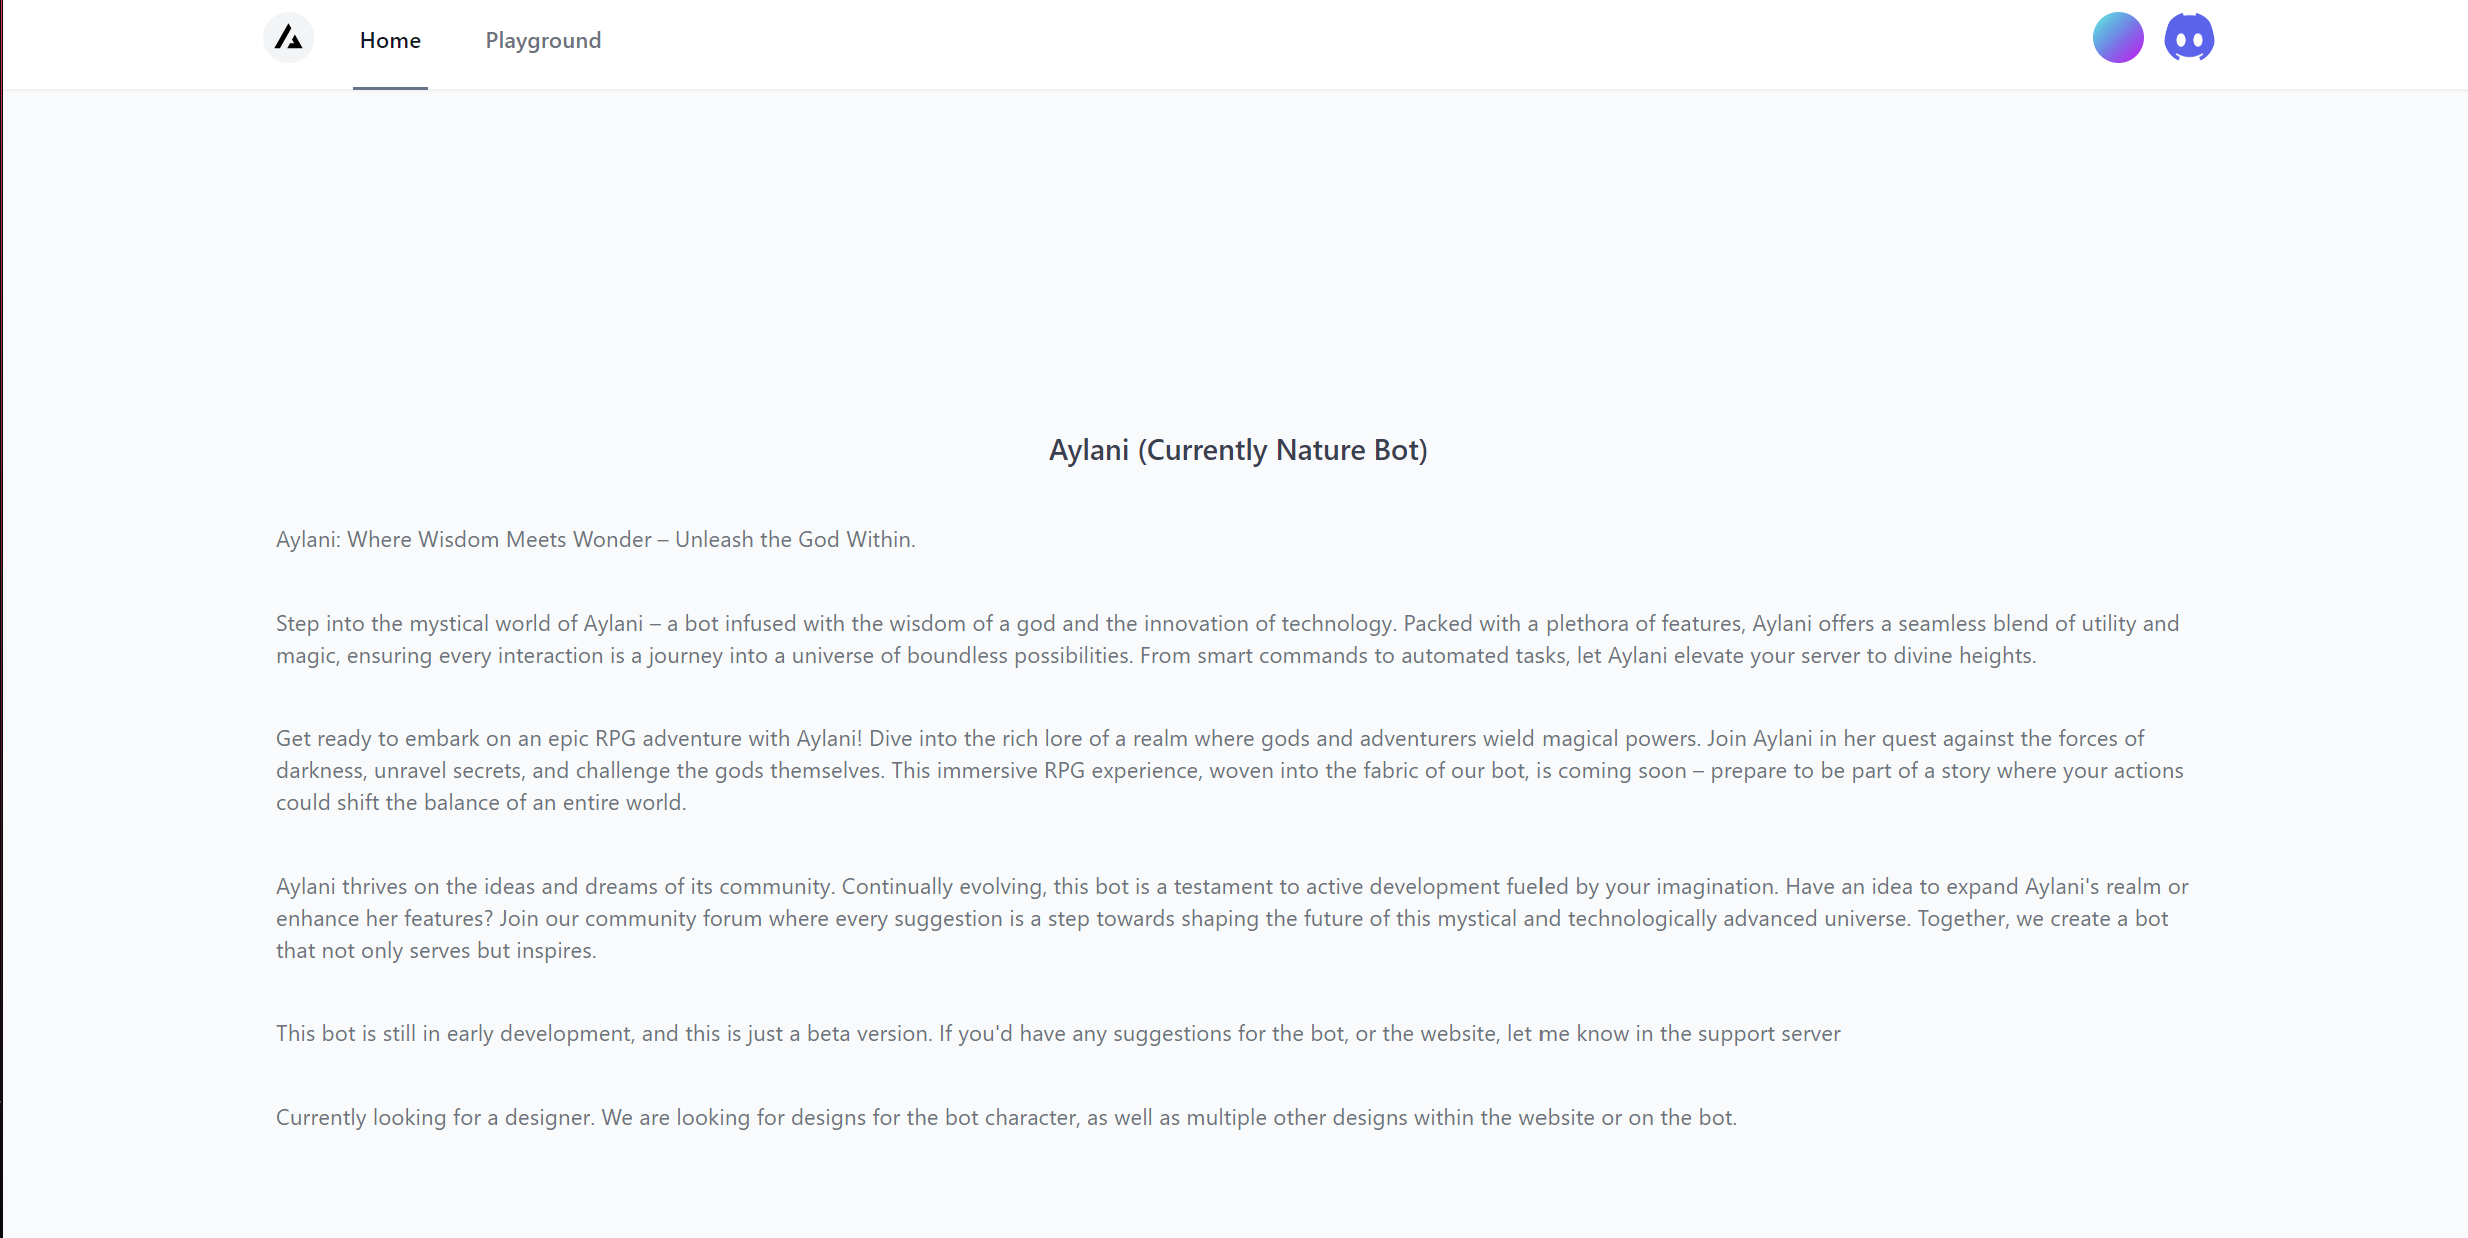 Home
Playground
Aylani (Currently Nature Bot)
Aylani: Where Wisdom Meets Wonder – Unleash the God Within.
Step into the mystical world of Aylani – a bot infused with the wisdom of a god and the innovation of technology. Packed with a plethora of features, Aylani offers a seamless blend of utility and
magic, ensuring every interaction is a journey into a universe of boundless possibilities. From smart commands to automated tasks, let Aylani elevate your server to divine heights.
Get ready to embark on an epic RPG adventure with Aylani! Dive into the rich lore of a realm where gods and adventurers wield magical powers. Join Aylani in her quest against the forces of
darkness, unravel secrets, and challenge the gods themselves. This immersive RPG experience, woven into the fabric of our bot, is coming soon – prepare to be part of a story where your actions
could shift the balance of an entire world.
Aylani thrives on the ideas and dreams of its community. Continually evolving, this bot is a testament to active development fueled by your imagination. Have an idea to expand Aylani's realm or
enhance her features? Join our community forum where every suggestion is a step towards shaping the future of this mystical and technologically advanced universe. Together, we create a bot
that not only serves but inspires.
This bot is still in early development, and this is just a beta version. If you'd have any suggestions for the bot, or the website, let me know in the support server
Currently looking for a designer. We are looking for designs for the bot character, as well as multiple other designs within the website or on the bot.